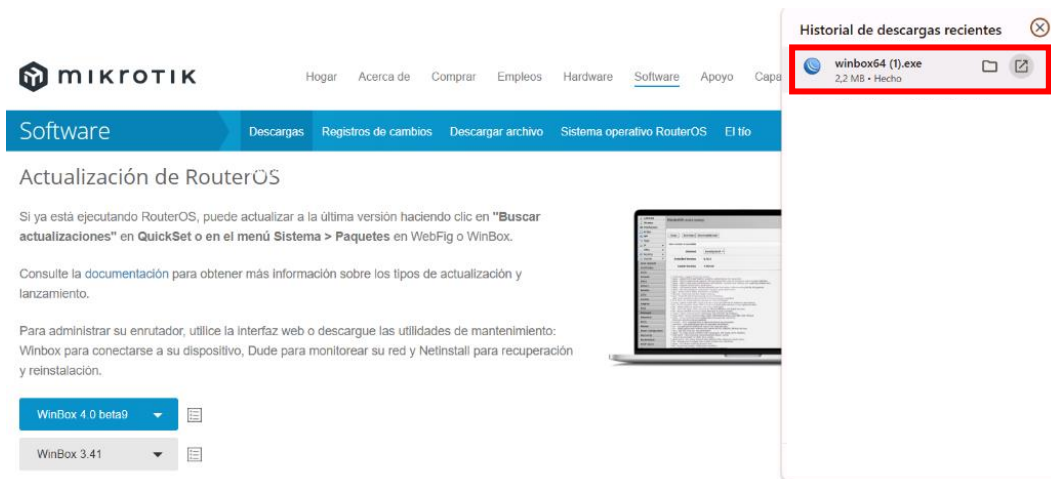 Historial de descargas recientes
winbox64 (1).exe
2,2 MB • Hecho
MIKROTIK
Hogar Acerca de Comprar Empleos Hardware Software Apoyo Capa
Software
Descargas Registros de cambios Descargar archivo Sistema operativo RouterOS El tío
Actualización de RouterOS
Si ya está ejecutando RouterOS, puede actualizar a la última versión haciendo clic en "Buscar
actualizaciones" en QuickSet o en el menú Sistema > Paquetes en WebFig o WinBox.
Consulte la documentación para obtener más información sobre los tipos de actualización y
lanzamiento.
Para administrar su enrutador, utilice la interfaz web o descargue las utilidades de mantenimiento:
Winbox para conectarse a su dispositivo, Dude para monitorear su red y Netinstall para recuperación
y reinstalación.
WinBox 4.0 beta9
WinBox 3.41